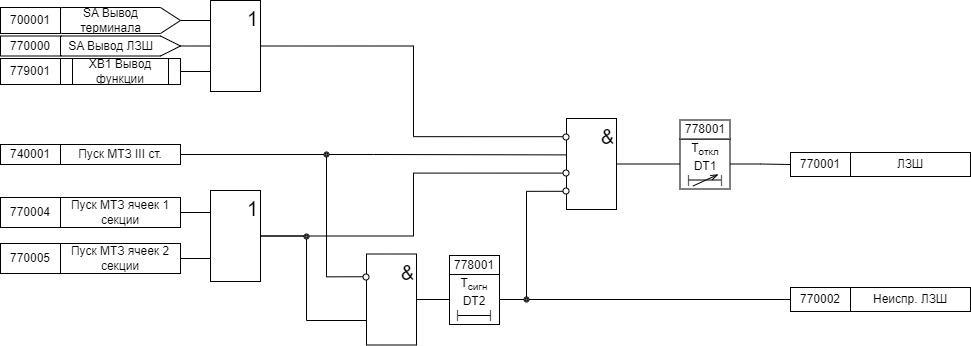 700001 SA Вывод
терминала
770000 SA Вывод ЛЗШ
779001 XB1 Вывод
функции
1
740001 Пуск МТЗ III ст.
770004 Пуск МТЗ ячеек 1
секции
770005 Пуск МТЗ ячеек 2
секции
1
&
778001
Tсигн
DT2
&
778001
Tоткл
DT1
770001 ЛЗШ
770002 Неиспр. ЛЗШ